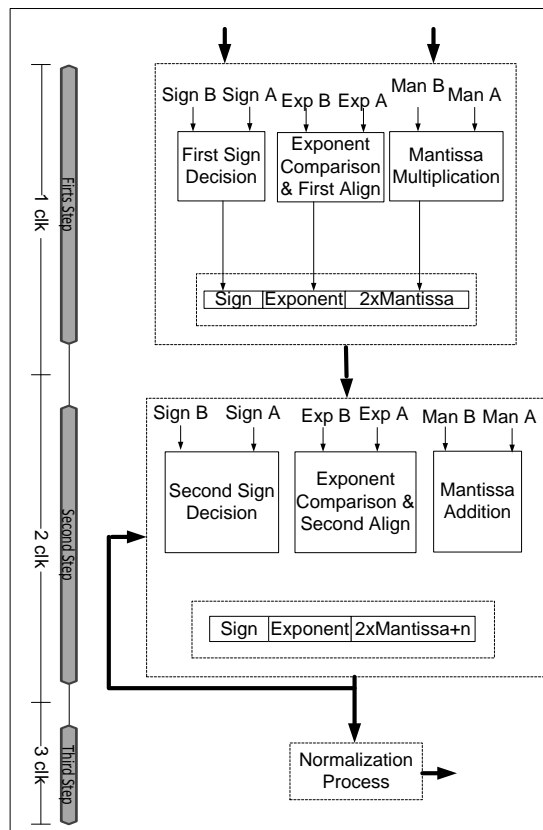 1 clk
Firts Step
Sign B Sign A Exp B Exp A Man B Man A
First Sign
Decision
Exponent
Comparison
& First Align
Mantissa
Multiplication
Sign Exponent 2xMantissa
2 clk
Second Step
Sign B Sign A Exp B Exp A Man B Man A
Second Sign
Decision
Exponent
Comparison &
Second Align
Mantissa
Addition
Sign Exponent 2xMantissa+n
3 clk
Third Step
Normalization
Process